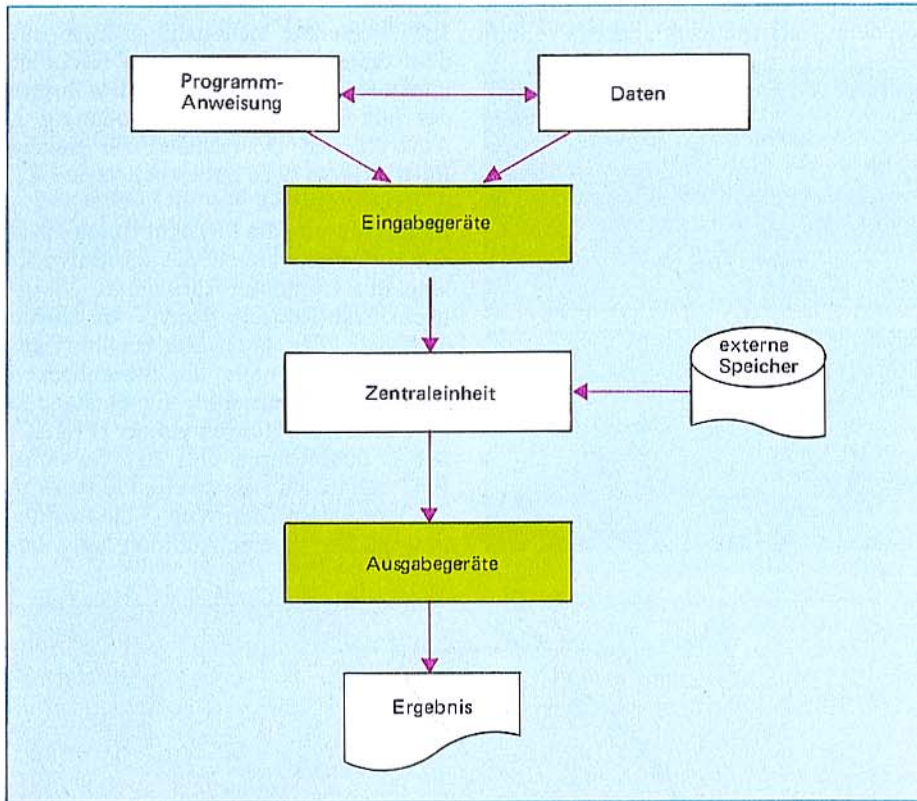 Programm-
Anweisung
Daten
Eingabegeräte
Zentraleinheit
externe
Speicher
Ausgabegeräte
Ergebnis